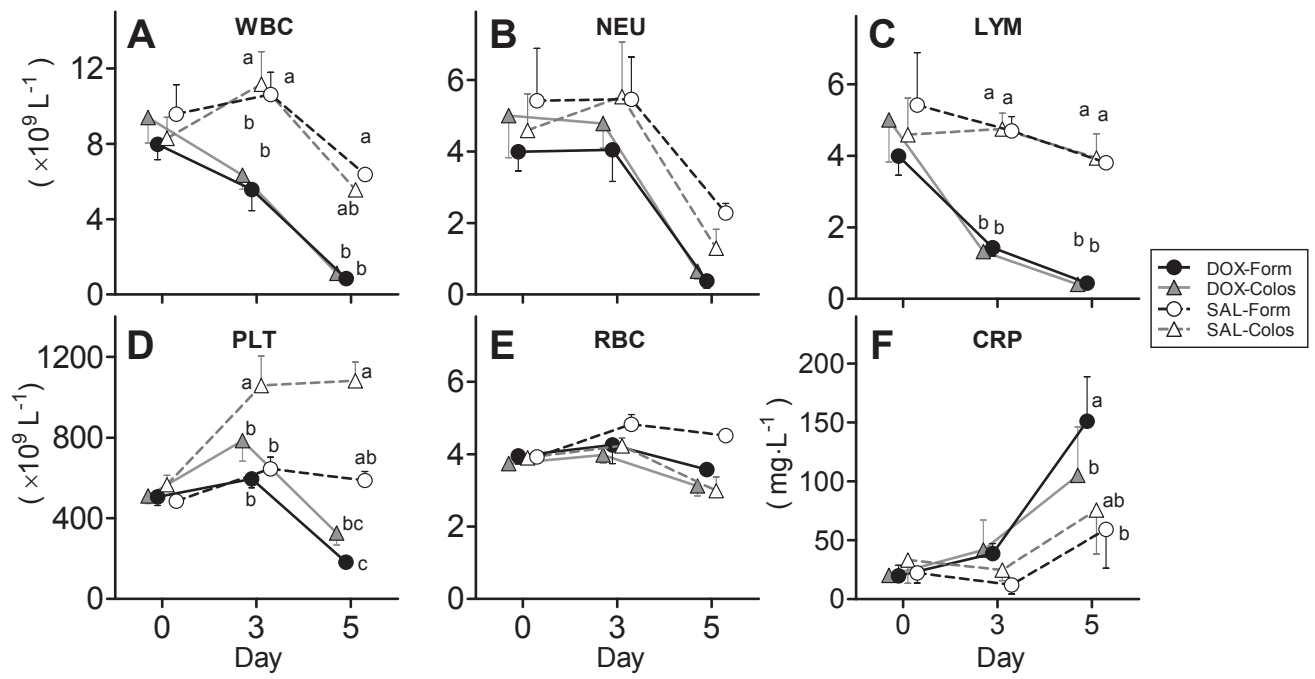 A WBC
( ×10⁹ L⁻¹ )
12
8
4
0
a
a
b
b
a
ab
b
b
B NEU
6
4
2
0
C LYM
6
4
2
0
a
a
a
a
b
b
b
b
DOX-Form
DOX-Colos
SAL-Form
SAL-Colos
D PLT
( ×10⁹ L⁻¹ )
1200
800
400
0
a
a
b
b
b
ab
bc
c
0 3 5
Day
E RBC
6
4
2
0
0 3 5
Day
F CRP
( mg·L⁻¹ )
200
150
100
50
0
a
b
ab
b
0 3 5
Day